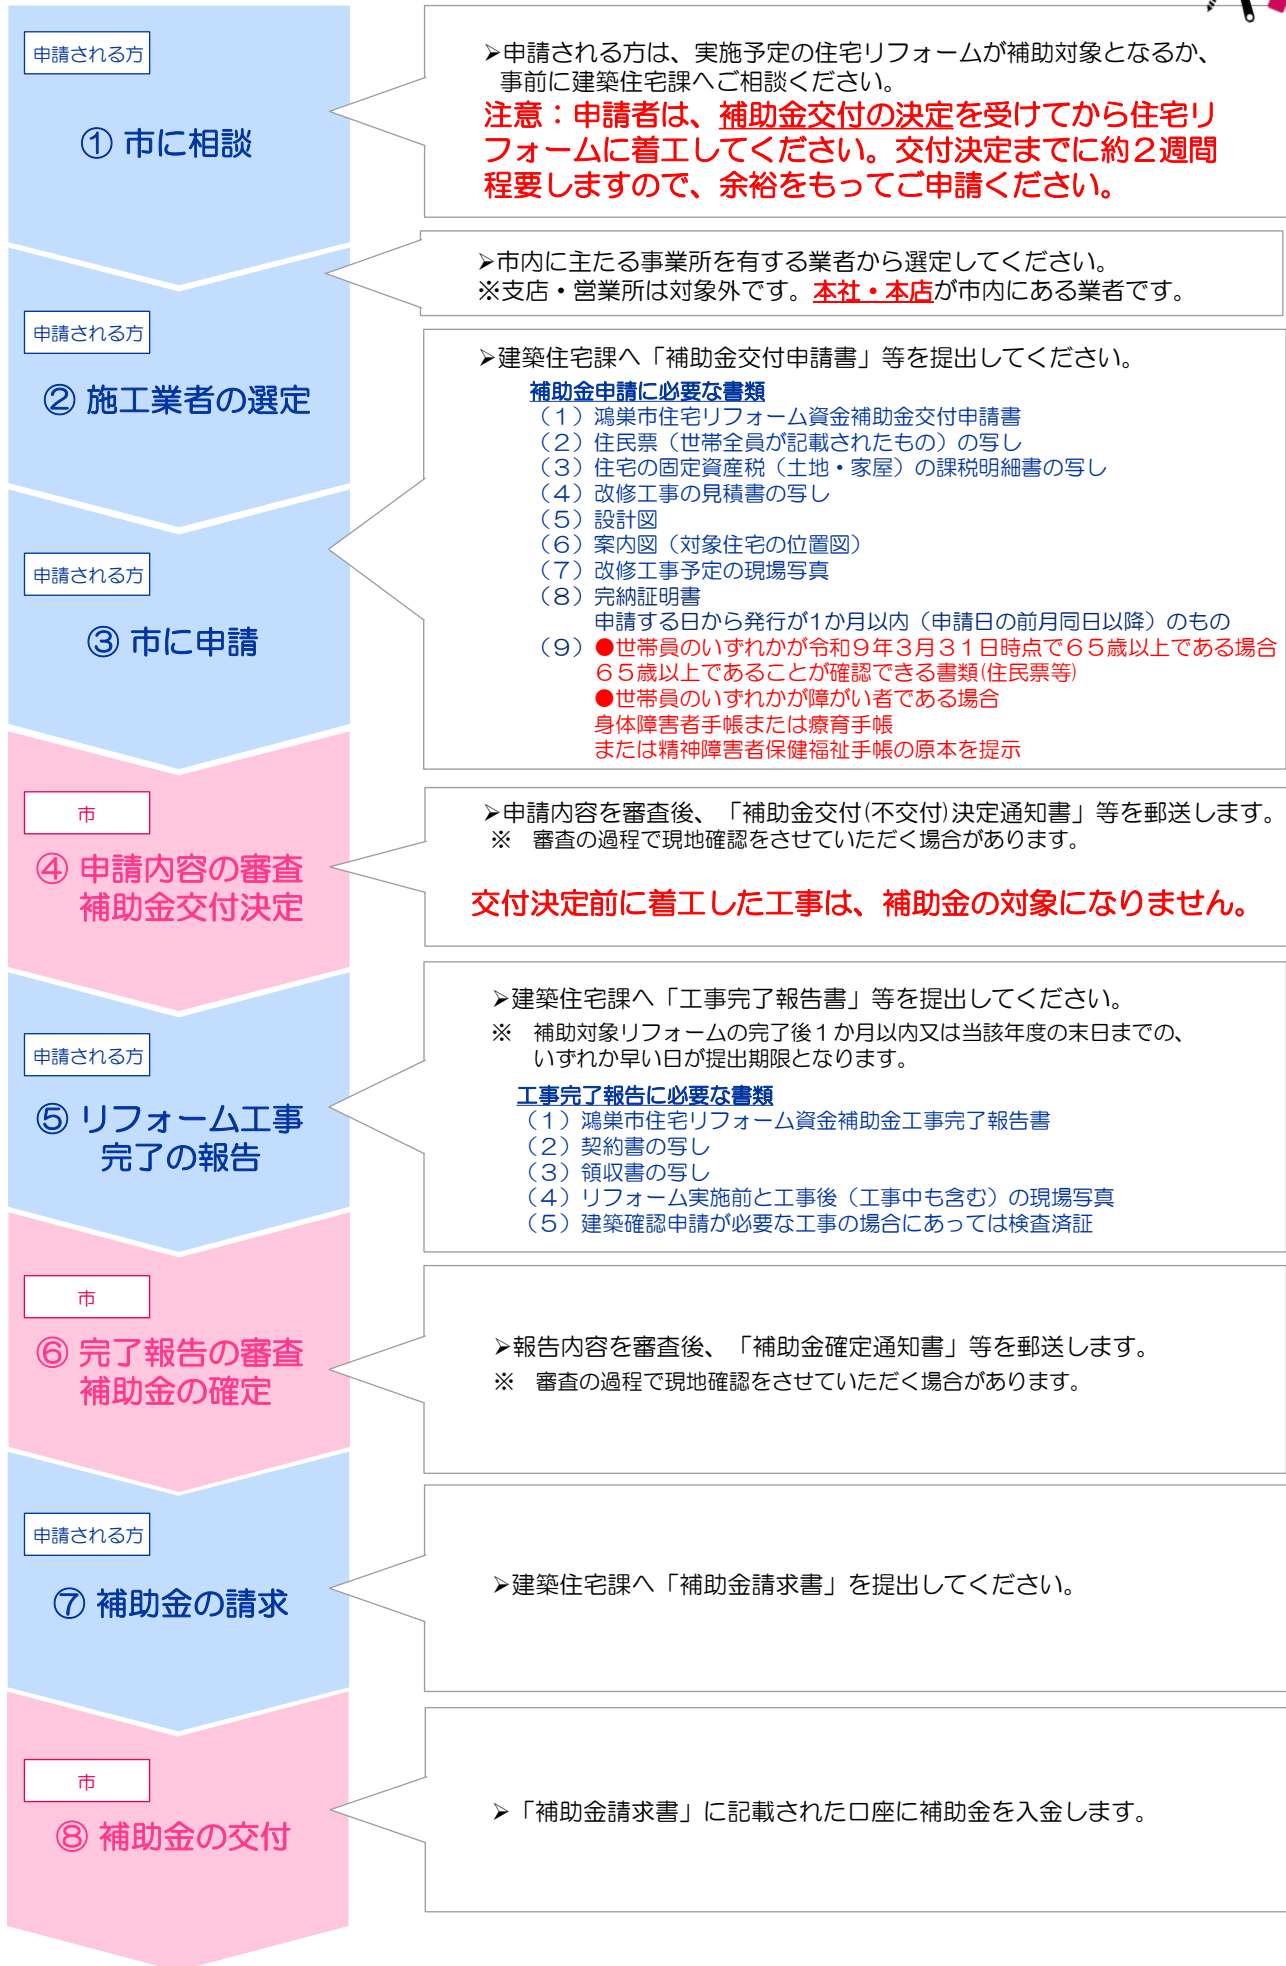 申請される方
① 市に相談
➢申請される方は、実施予定の住宅リフォームが補助対象となるか、
事前に建築住宅課へご相談ください。
注意：申請者は、補助金交付の決定を受けてから住宅リ
フォームに着工してください。交付決定までに約２週間
程要しますので、余裕をもってご申請ください。
申請される方
② 施工業者の選定
➢市内に主たる事業所を有する業者から選定してください。
※支店・営業所は対象外です。本社・本店が市内にある業者です。
申請される方
③ 市に申請
➢建築住宅課へ「補助金交付申請書」等を提出してください。
補助金申請に必要な書類
（１）鴻巣市住宅リフォーム資金補助金交付申請書
（２）住民票（世帯全員が記載されたもの）の写し
（３）住宅の固定資産税（土地・家屋）の課税明細書の写し
（４）改修工事の見積書の写し
（５）設計図
（６）案内図（対象住宅の位置図）
（７）改修工事予定の現場写真
（８）完納証明書
申請する日から発行が1か月以内（申請日の前月同日以降）のもの
（９）●世帯員のいずれかが令和９年３月３１日時点で６５歳以上である場合
６５歳以上であることが確認できる書類(住民票等)
●世帯員のいずれかが障がい者である場合
身体障害者手帳または療育手帳
または精神障害者保健福祉手帳の原本を提示
市
④ 申請内容の審査
補助金交付決定
➢申請内容を審査後、「補助金交付(不交付)決定通知書」等を郵送します。
※　審査の過程で現地確認をさせていただく場合があります。
交付決定前に着工した工事は、補助金の対象になりません。
申請される方
⑤ リフォーム工事
完了の報告
➢建築住宅課へ「工事完了報告書」等を提出してください。
※　補助対象リフォームの完了後１か月以内又は当該年度の末日までの、
いずれか早い日が提出期限となります。
工事完了報告に必要な書類
（１）鴻巣市住宅リフォーム資金補助金工事完了報告書
（２）契約書の写し
（３）領収書の写し
（４）リフォーム実施前と工事後（工事中も含む）の現場写真
（５）建築確認申請が必要な工事の場合にあっては検査済証
市
⑥ 完了報告の審査
補助金の確定
➢報告内容を審査後、「補助金確定通知書」等を郵送します。
※　審査の過程で現地確認をさせていただく場合があります。
申請される方
⑦ 補助金の請求
➢建築住宅課へ「補助金請求書」を提出してください。
市
⑧ 補助金の交付
➢「補助金請求書」に記載された口座に補助金を入金します。